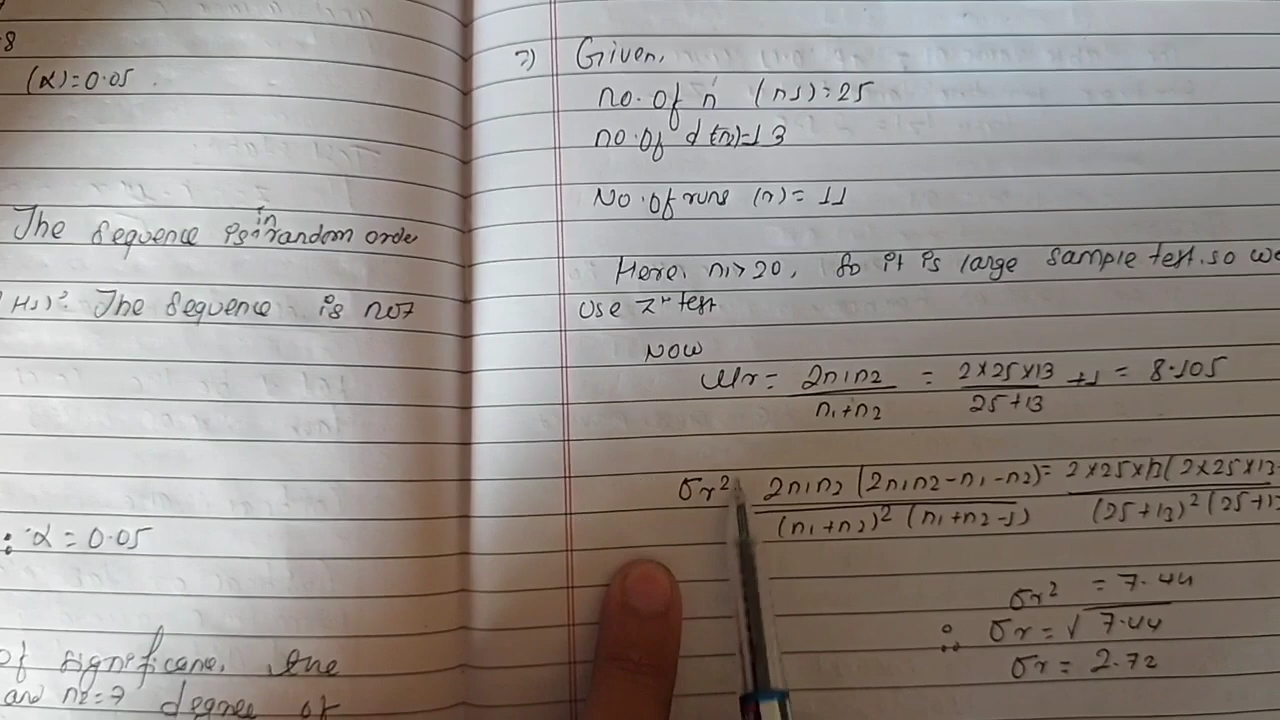 8
(α)=0.05
The sequence is in random order
H1): The sequence is not
: α = 0.05
of significane. the
and n2=7 degree of
7) Given,
no. of n (n1)=25
no. of d (n2)=13
No. of runs (r) = 11
Here, n1>20, So it is large sample test. so we
use Z test
Now
μr = 2n1n2 / n1+n2 = 2×25×13 / 25+13 +1 = 8.105
σr² 2n1n2 (2n1n2-n1-n2) / (n1+n2)² (n1+n2-1) = 2×25×13(2×25×13 / (25+13)² (25+1
σr² = 7.44
∴ σr = √7.44
σr = 2.72